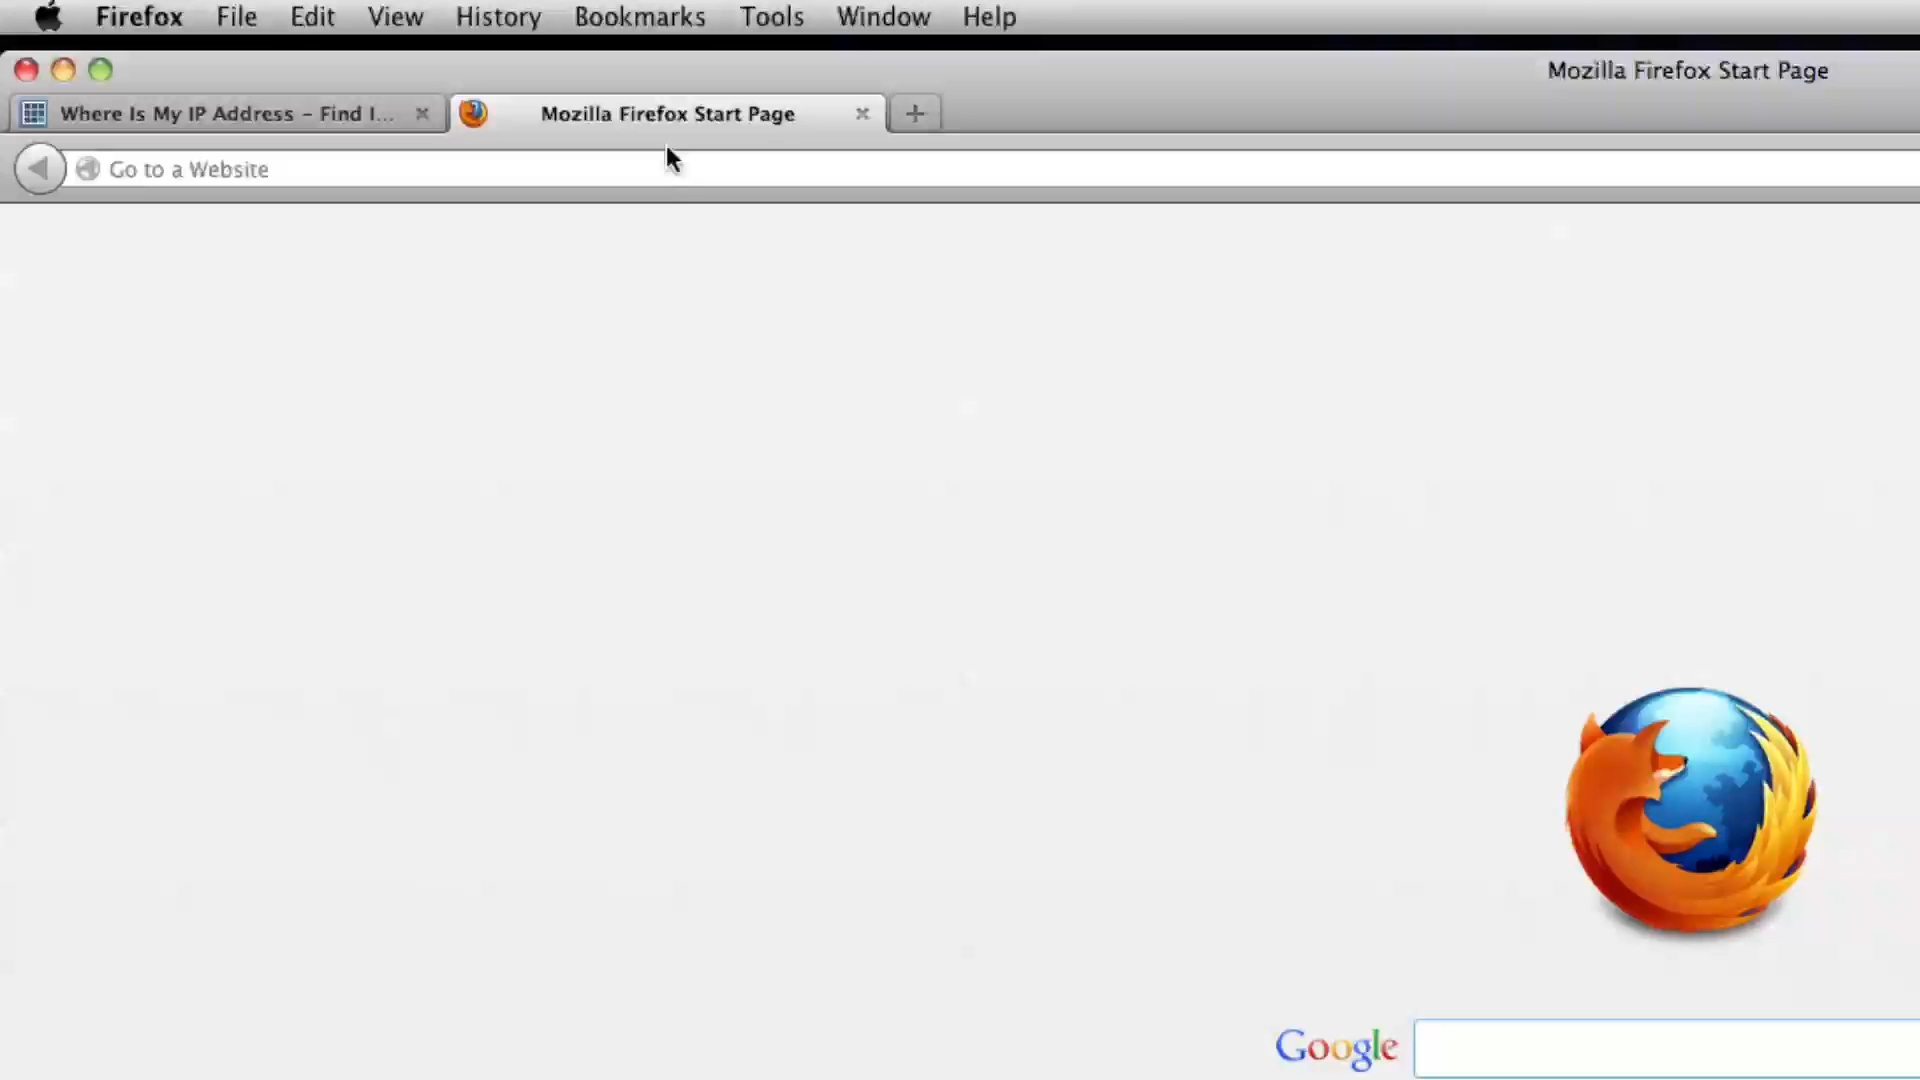 Firefox File Edit View History Bookmarks Tools Window Help
Mozilla Firefox Start Page
Where Is My IP Address - Find I...
Mozilla Firefox Start Page
Go to a Website
Google